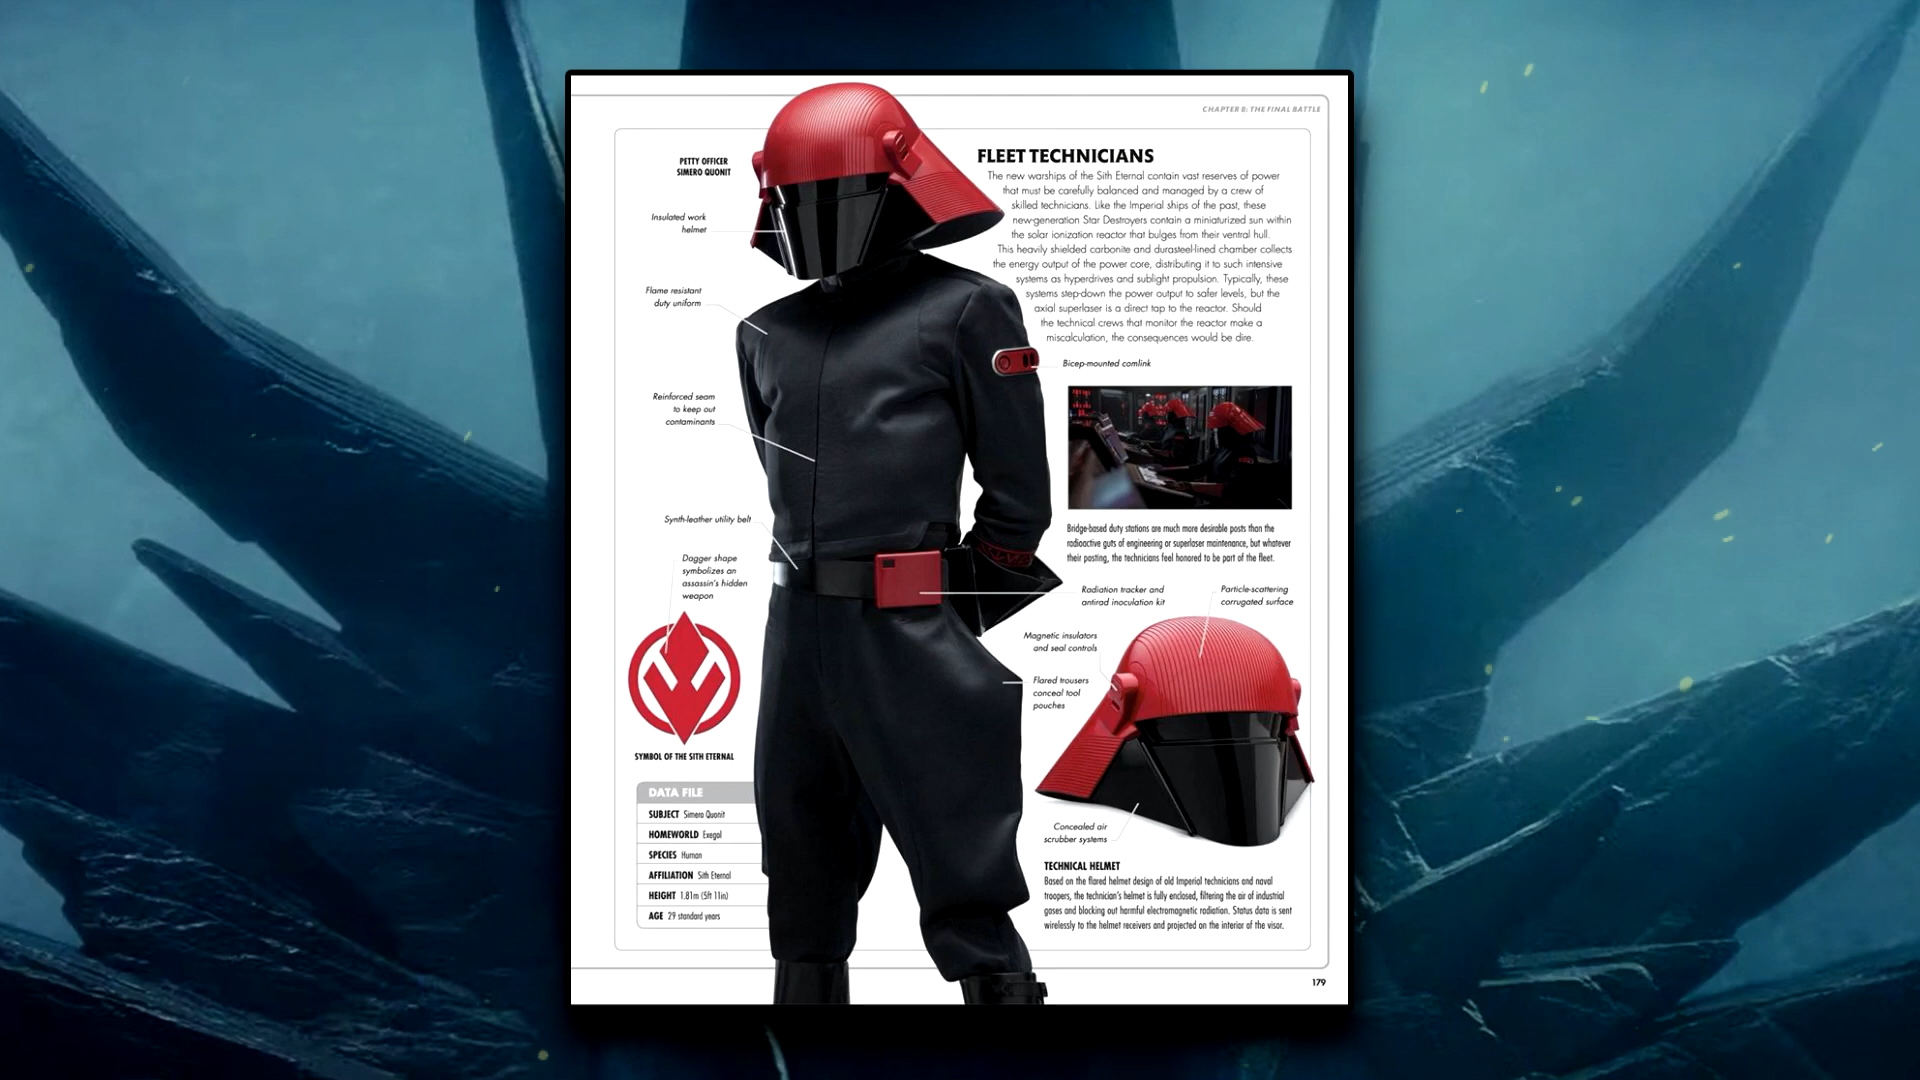 CHAPTER 8: THE FINAL BATTLE
PETTY OFFICER
SIMERO QUONIT
Insulated work
helmet
Flame resistant
duty uniform
Reinforced seam
to keep out
contaminants
Synth-leather utility belt
Dagger shape
symbolizes an
assassin's hidden
weapon
SYMBOL OF THE SITH ETERNAL
DATA FILE
SUBJECT Simero Quonit
HOMEWORLD Exegol
SPECIES Human
AFFILIATION Sith Eternal
HEIGHT 1.81m (5ft 11in)
AGE 29 standard years
FLEET TECHNICIANS
The new warships of the Sith Eternal contain vast reserves of power
that must be carefully balanced and managed by a crew of
skilled technicians. Like the Imperial ships of the past, these
new-generation Star Destroyers contain a miniaturized sun within
the solar ionization reactor that bulges from their ventral hull.
This heavily shielded carbonite and durasteel-lined chamber collects
the energy output of the power core, distributing it to such intensive
systems as hyperdrives and sublight propulsion. Typically, these
systems step-down the power output to safer levels, but the
axial superlaser is a direct tap to the reactor. Should
the technical crews that monitor the reactor make a
miscalculation, the consequences would be dire.
Bicep-mounted comlink
Bridge-based duty stations are much more desirable posts than the
radioactive guts of engineering or superlaser maintenance, but whatever
their posting, the technicians feel honored to be part of the fleet.
Radiation tracker and
antirad inoculation kit
Particle-scattering
corrugated surface
Magnetic insulators
and seal controls
Flared trousers
conceal tool
pouches
Concealed air
scrubber systems
TECHNICAL HELMET
Based on the flared helmet design of old Imperial technicians and naval
troopers, the technician's helmet is fully enclosed, filtering the air of industrial
gases and blocking out harmful electromagnetic radiation. Status data is sent
wirelessly to the helmet receivers and projected on the interior of the visor.
179